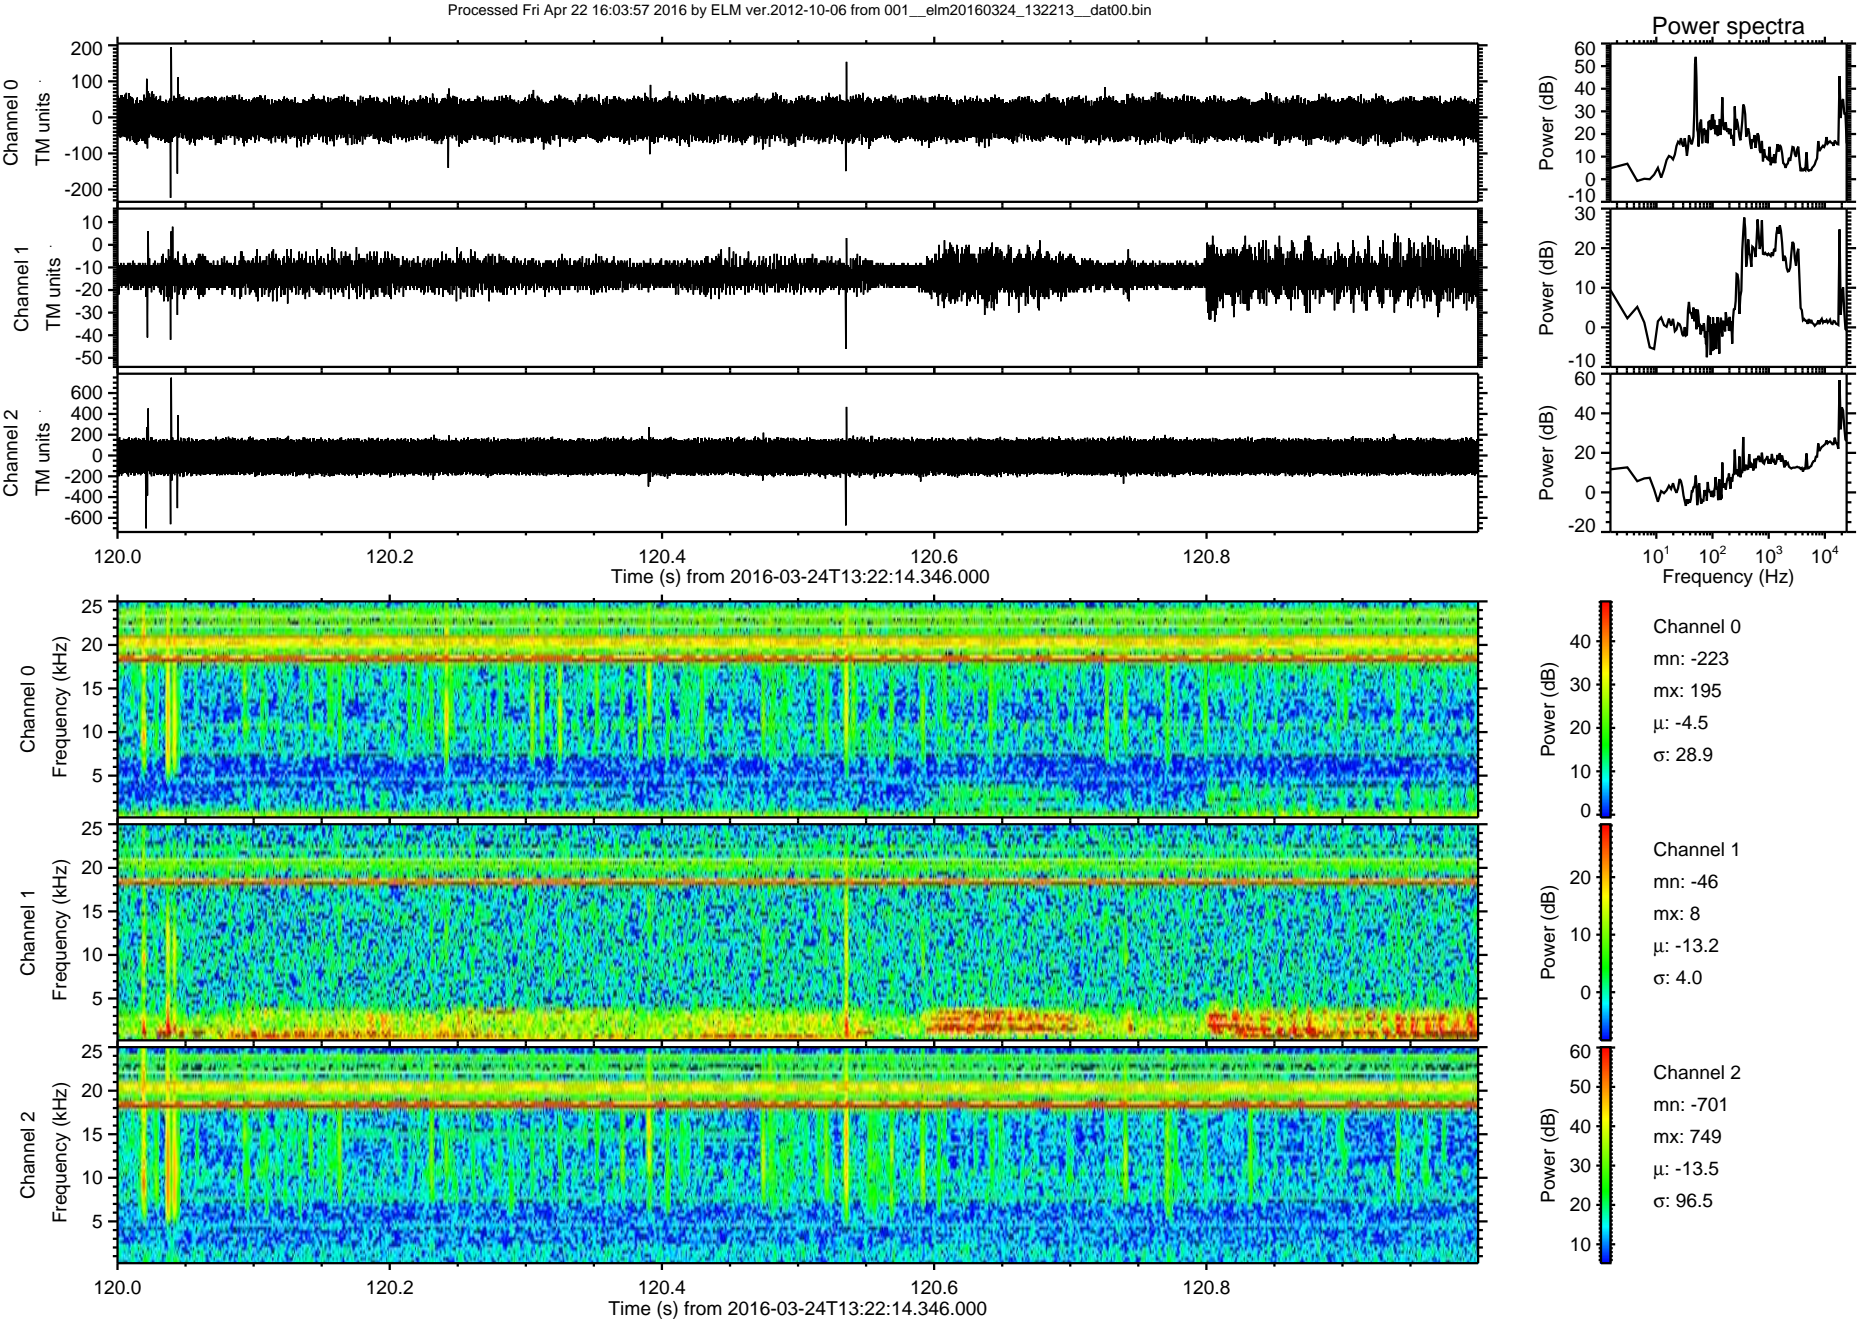 Processed Fri Apr 22 16:03:57 2016 by ELM ver.2012-10-06 from 001__elm20160324_132213__dat00.bin
Power spectra
Channel 0
TM units
200
100
0
-100
-200
Power (dB)
60
50
40
30
20
10
0
-10
Channel 1
TM units
10
0
-10
-20
-30
-40
-50
Power (dB)
30
20
10
0
-10
Channel 2
TM units
600
400
200
0
-200
-400
-600
Power (dB)
60
40
20
0
-20
120.0 120.2 120.4 120.6 120.8
Time (s) from 2016-03-24T13:22:14.346.000
10¹ 10² 10³ 10⁴
Frequency (Hz)
Channel 0
Frequency (kHz)
25
20
15
10
5
Power (dB)
40
30
20
10
0
Channel 0
mn: -223
mx: 195
μ: -4.5
σ: 28.9
Channel 1
Frequency (kHz)
25
20
15
10
5
Power (dB)
20
10
0
Channel 1
mn: -46
mx: 8
μ: -13.2
σ: 4.0
Channel 2
Frequency (kHz)
25
20
15
10
5
Power (dB)
60
50
40
30
20
10
Channel 2
mn: -701
mx: 749
μ: -13.5
σ: 96.5
120.0 120.2 120.4 120.6 120.8
Time (s) from 2016-03-24T13:22:14.346.000